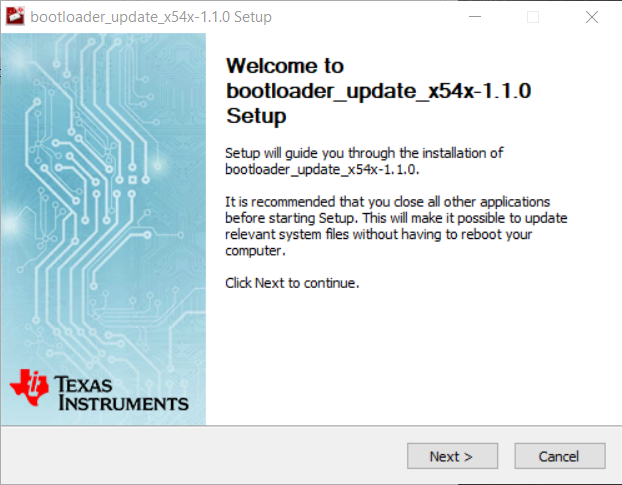 bootloader_update_x54x-1.1.0 Setup
Welcome to
bootloader_update_x54x-1.1.0
Setup
Setup will guide you through the installation of
bootloader_update_x54x-1.1.0.
It is recommended that you close all other applications
before starting Setup. This will make it possible to update
relevant system files without having to reboot your
computer.
Click Next to continue.
TEXAS
INSTRUMENTS
Next >
Cancel